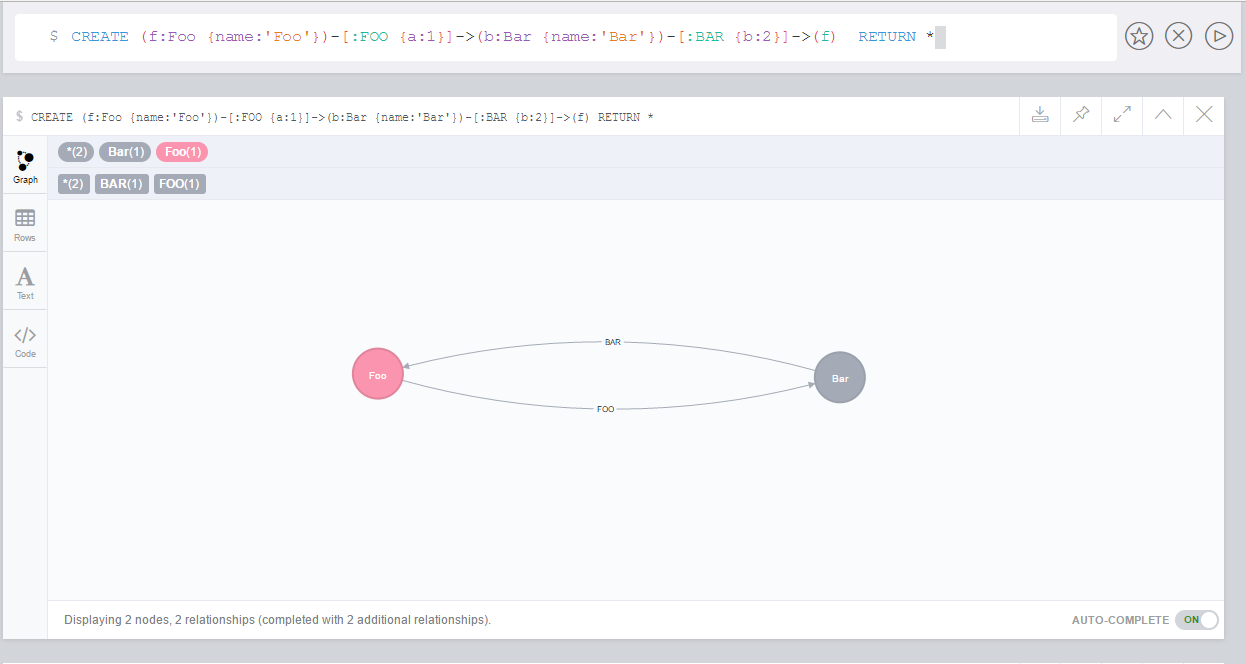 $ CREATE (f:Foo {name:'Foo'})-[:FOO {a:1}]->(b:Bar {name:'Bar'})-[:BAR {b:2}]->(f)  RETURN *
$ CREATE (f:Foo {name:'Foo'})-[:FOO {a:1}]->(b:Bar {name:'Bar'})-[:BAR {b:2}]->(f) RETURN *
*(2) Bar(1) Foo(1)
*(2) BAR(1) FOO(1)
Graph
Rows
Text
Code
BAR
Foo
Bar
FOO
Displaying 2 nodes, 2 relationships (completed with 2 additional relationships).
AUTO-COMPLETE ON